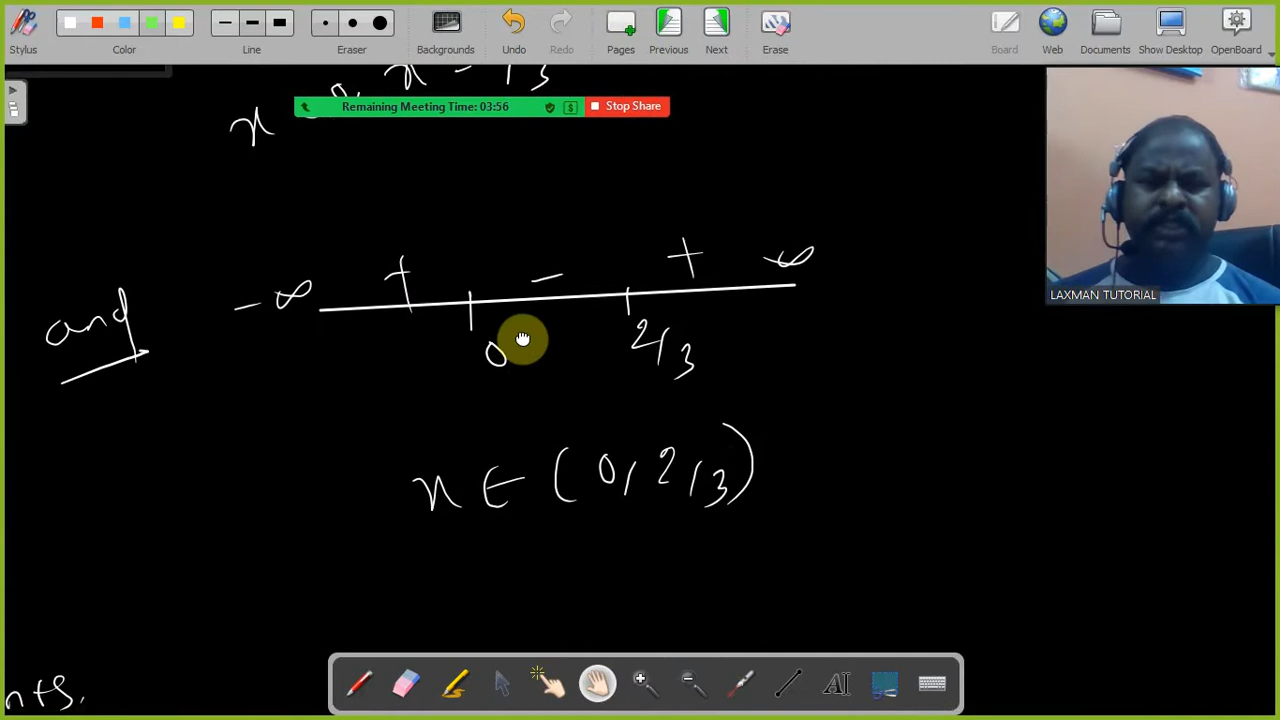 Stylus Color Line Eraser Backgrounds Undo Redo Pages Previous Next Erase Board Web Documents Show Desktop OpenBoard
Remaining Meeting Time: 03:56 Stop Share
and
-∞ + - + ∞
0 2/3
x ∈ (0, 2/3)
nts.
LAXMAN TUTORIAL